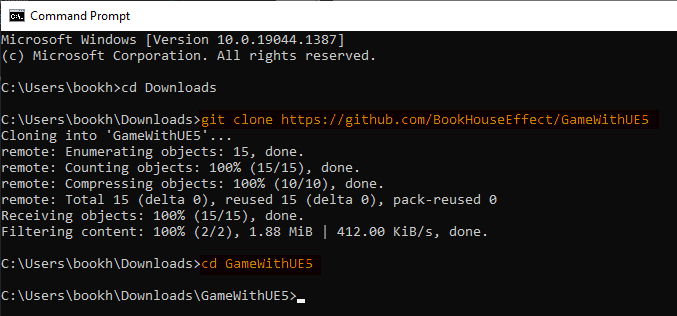 Command Prompt
Microsoft Windows [Version 10.0.19044.1387]
(c) Microsoft Corporation. All rights reserved.
C:\Users\bookh>cd Downloads
C:\Users\bookh\Downloads>git clone https://github.com/BookHouseEffect/GameWithUE5
Cloning into 'GameWithUE5'...
remote: Enumerating objects: 15, done.
remote: Counting objects: 100% (15/15), done.
remote: Compressing objects: 100% (10/10), done.
remote: Total 15 (delta 0), reused 15 (delta 0), pack-reused 0
Receiving objects: 100% (15/15), done.
Filtering content: 100% (2/2), 1.88 MiB | 412.00 KiB/s, done.
C:\Users\bookh\Downloads>cd GameWithUE5
C:\Users\bookh\Downloads\GameWithUE5>